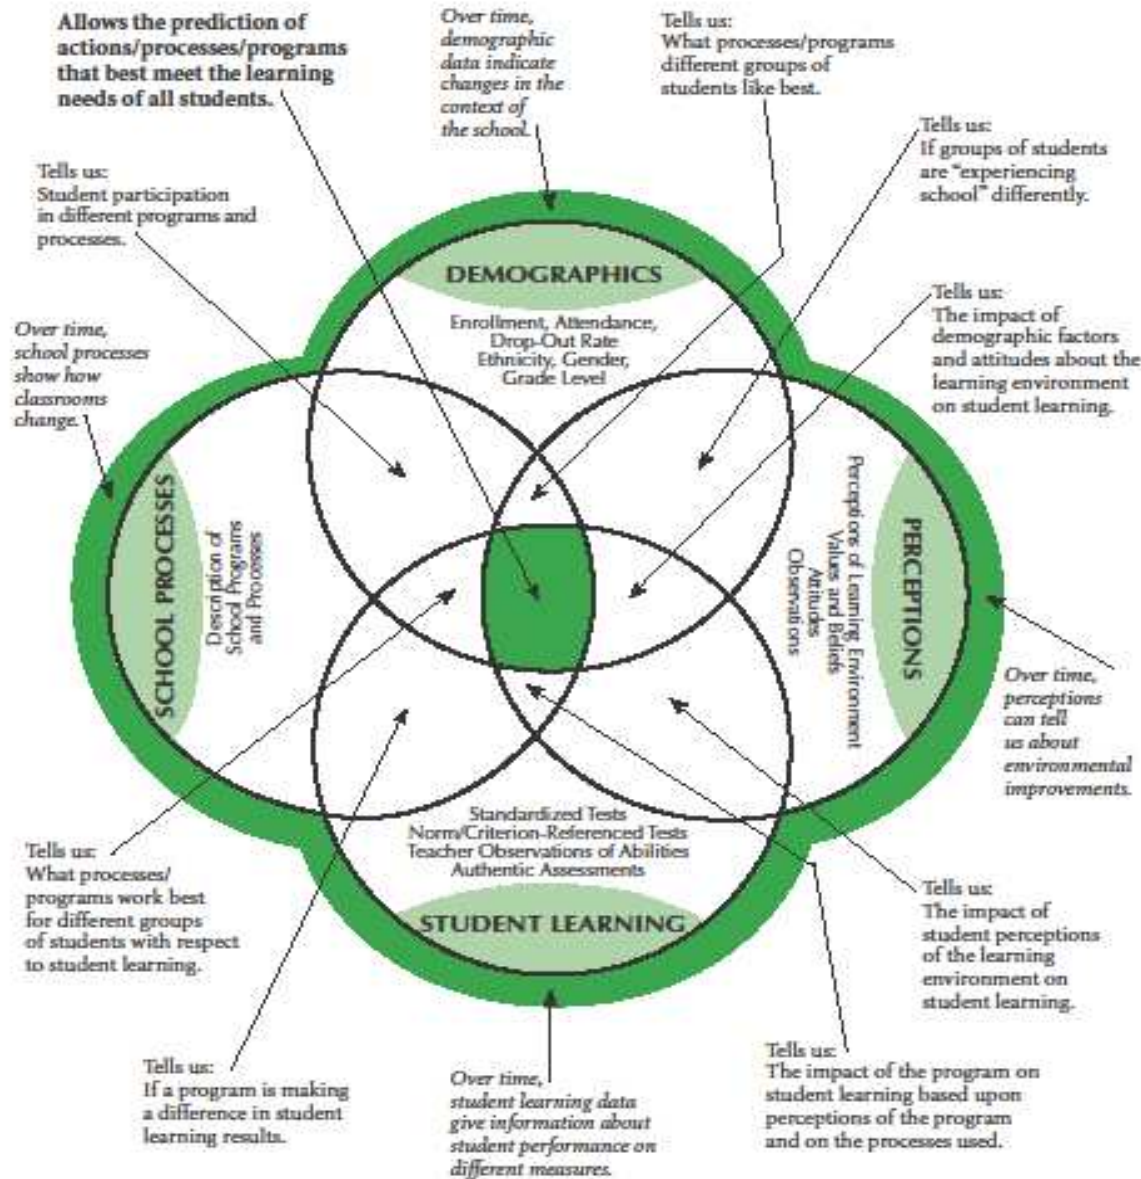 Allows the prediction of
actions/processes/programs
that best meet the learning
needs of all students.
Over time,
demographic
data indicate
changes in the
context of
the school.
Tells us:
What processes/programs
different groups of
students like best.
Tells us:
If groups of students
are "experiencing
school" differently.
Tells us:
Student participation
in different programs and
processes.
DEMOGRAPHICS
Enrollment, Attendance,
Drop-Out Rate
Ethnicity, Gender,
Grade Level
Tells us:
The impact of
demographic factors
and attitudes about the
learning environment
on student learning.
Over time,
school processes
show how
classrooms
change.
SCHOOL PROCESSES
Description of
School Programs
and Processes
PERCEPTIONS
Perceptions of Learning Environment
Values and Beliefs
Attitudes
Observations
Over time,
perceptions
can tell
us about
environmental
improvements.
Standardized Tests
Norm/Criterion-Referenced Tests
Teacher Observations of Abilities
Authentic Assessments
STUDENT LEARNING
Tells us:
What processes/
programs work best
for different groups
of students with respect
to student learning.
Tells us:
The impact of
student perceptions
of the learning
environment on
student learning.
Tells us:
If a program is making
a difference in student
learning results.
Over time,
student learning data
give information about
student performance on
different measures.
Tells us:
The impact of the program on
student learning based upon
perceptions of the program
and on the processes used.